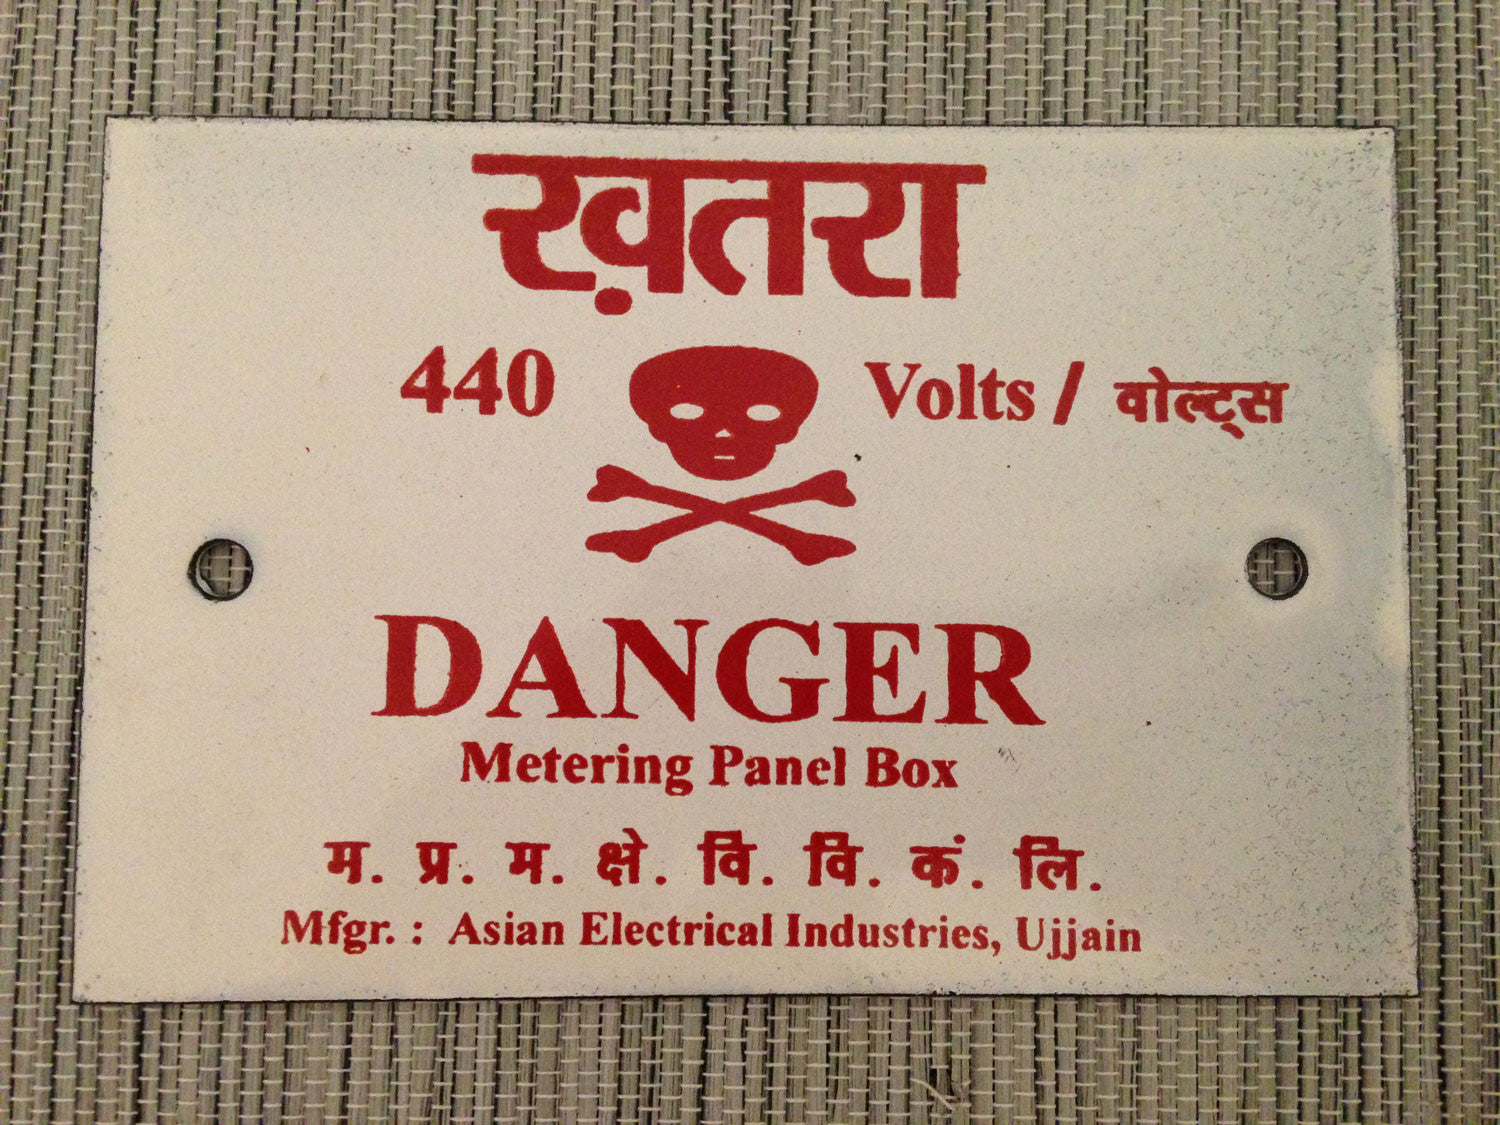 ख़तरा
440 Volts / वोल्ट्स
DANGER
Metering Panel Box
म. प्र. म. क्षे. वि. वि. कं. लि.
Mfgr. : Asian Electrical Industries, Ujjain